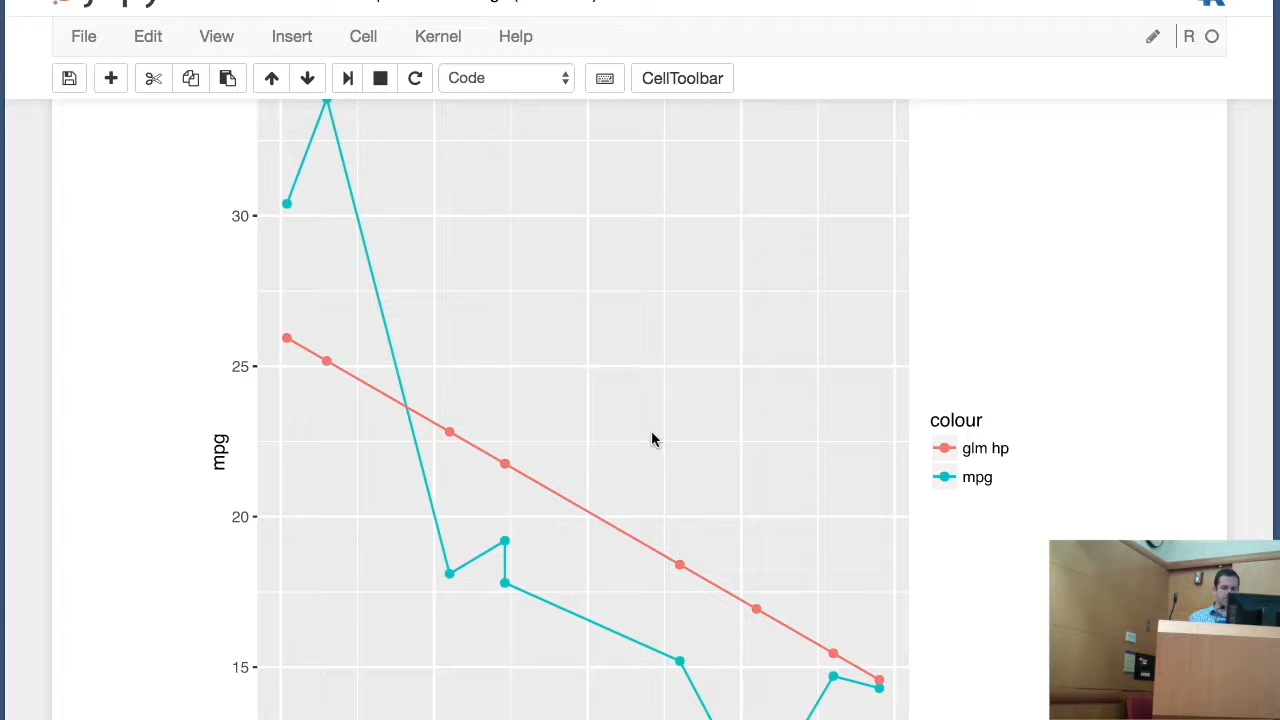 File Edit View Insert Cell Kernel Help R
Code CellToolbar
30
25
20
15
mpg
colour
glm hp
mpg